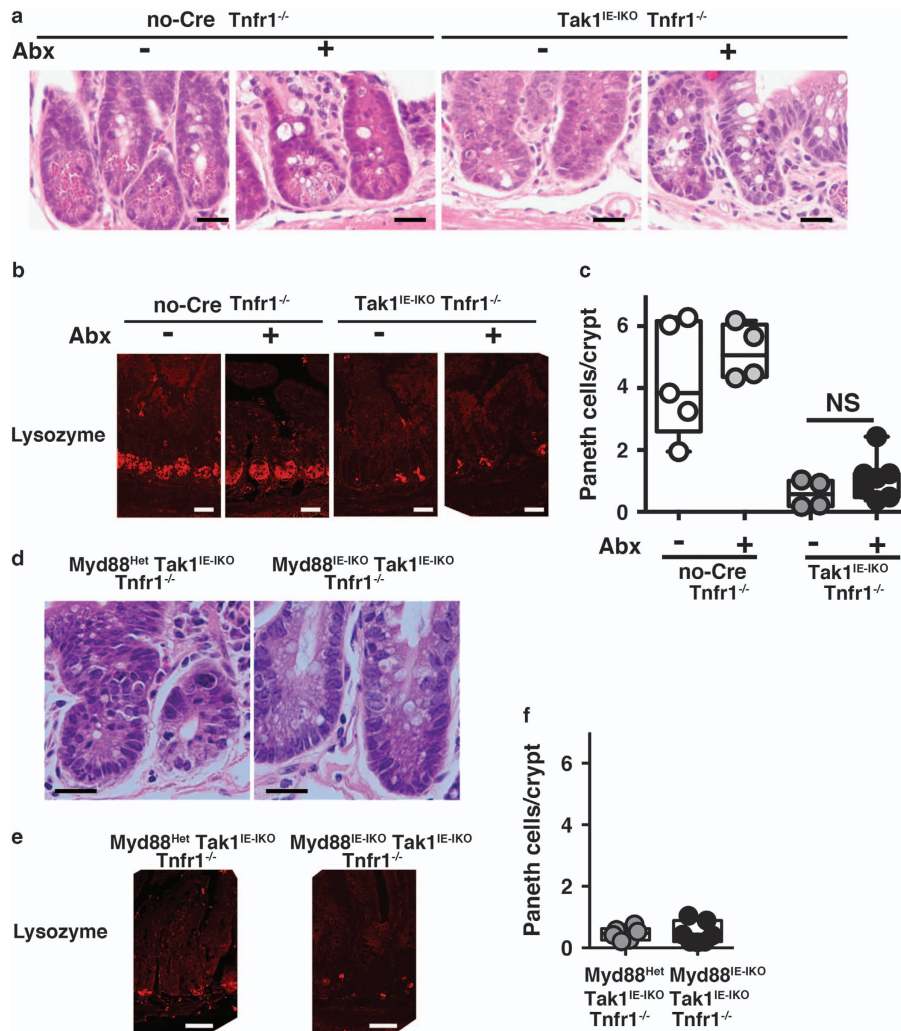 a
no-Cre Tnfr1-/- Tak1IE-IKO Tnfr1-/-
Abx - + - +
b
no-Cre Tnfr1-/- Tak1IE-IKO Tnfr1-/-
Abx - + - +
Lysozyme
c
Paneth cells/crypt
6
4
2
0
NS
Abx - + - +
no-Cre Tak1IE-IKO
Tnfr1-/- Tnfr1-/-
d
Myd88Het Tak1IE-IKO Myd88IE-IKO Tak1IE-IKO
Tnfr1-/- Tnfr1-/-
e
Myd88Het Tak1IE-IKO Myd88IE-IKO Tak1IE-IKO
Tnfr1-/- Tnfr1-/-
Lysozyme
f
Paneth cells/crypt
6
4
2
0
Myd88Het Myd88IE-IKO
Tak1IE-IKO Tak1IE-IKO
Tnfr1-/- Tnfr1-/-